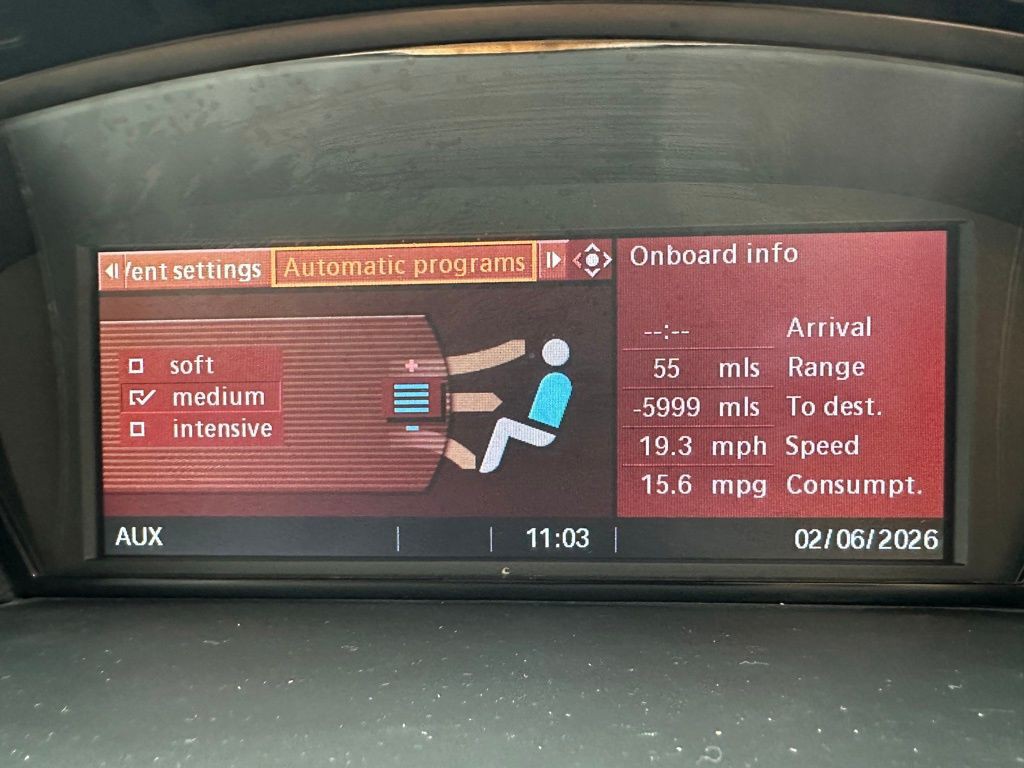 ent settings Automatic programs
soft
medium
intensive
Onboard info
--:-- Arrival
55 mls Range
-5999 mls To dest.
19.3 mph Speed
15.6 mpg Consumpt.
AUX 11:03 02/06/2026